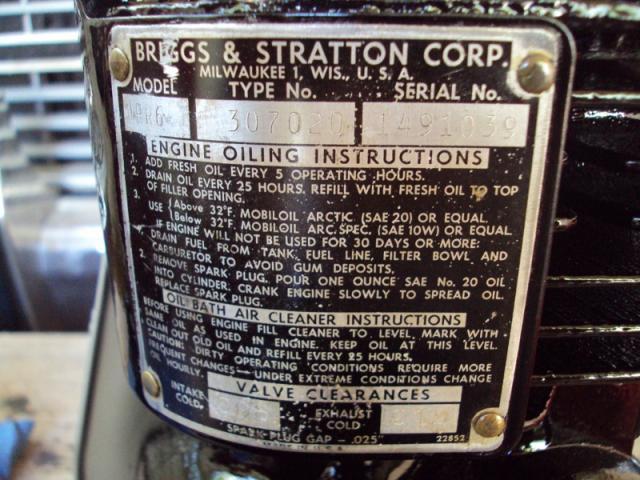 BRIGGS & STRATTON CORP.
MILWAUKEE 1, WIS., U. S. A.
MODEL TYPE No. SERIAL No.
307020 1491039
ENGINE OILING INSTRUCTIONS
1. ADD FRESH OIL EVERY 5 OPERATING HOURS.
2. DRAIN OIL EVERY 25 HOURS. REFILL WITH FRESH OIL TO TOP
OF FILLER OPENING.
3. USE {Above 32°F. MOBILOIL ARCTIC (SAE 20) OR EQUAL.
{Below 32°F. MOBILOIL ARC. SPEC. (SAE 10W) OR EQUAL.
IF ENGINE WILL NOT BE USED FOR 30 DAYS OR MORE:
1. DRAIN FUEL FROM TANK, FUEL LINE, FILTER BOWL AND
CARBURETOR TO AVOID GUM DEPOSITS.
2. REMOVE SPARK PLUG. POUR ONE OUNCE SAE No. 20 OIL
INTO CYLINDER. CRANK ENGINE SLOWLY TO SPREAD OIL.
REPLACE SPARK PLUG.
OIL BATH AIR CLEANER INSTRUCTIONS
BEFORE USING ENGINE FILL CLEANER TO LEVEL MARK WITH
SAME OIL AS USED IN ENGINE. KEEP OIL AT THIS LEVEL.
CLEAN OUT OLD OIL AND REFILL EVERY 25 HOURS.
CAUTION: DIRTY OPERATING CONDITIONS REQUIRE MORE
FREQUENT CHANGES—UNDER EXTREME CONDITIONS CHANGE
OIL HOURLY.
VALVE CLEARANCES
INTAKE COLD. EXHAUST COLD
SPARK PLUG GAP - .025" 22852
MADE IN U.S.A.